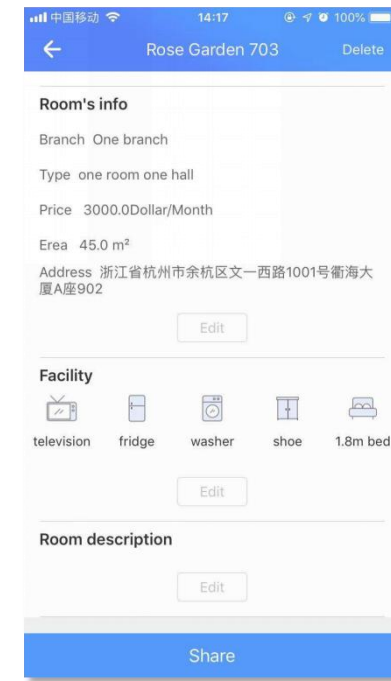 中国移动 14:17 100%
Rose Garden 703 Delete
Room's info
Branch One branch
Type one room one hall
Price 3000.0Dollar/Month
Erea 45.0 m²
Address 浙江省杭州市余杭区文一西路1001号衢海大
厦A座902
Edit
Facility
television fridge washer shoe 1.8m bed
Edit
Room description
Edit
Share